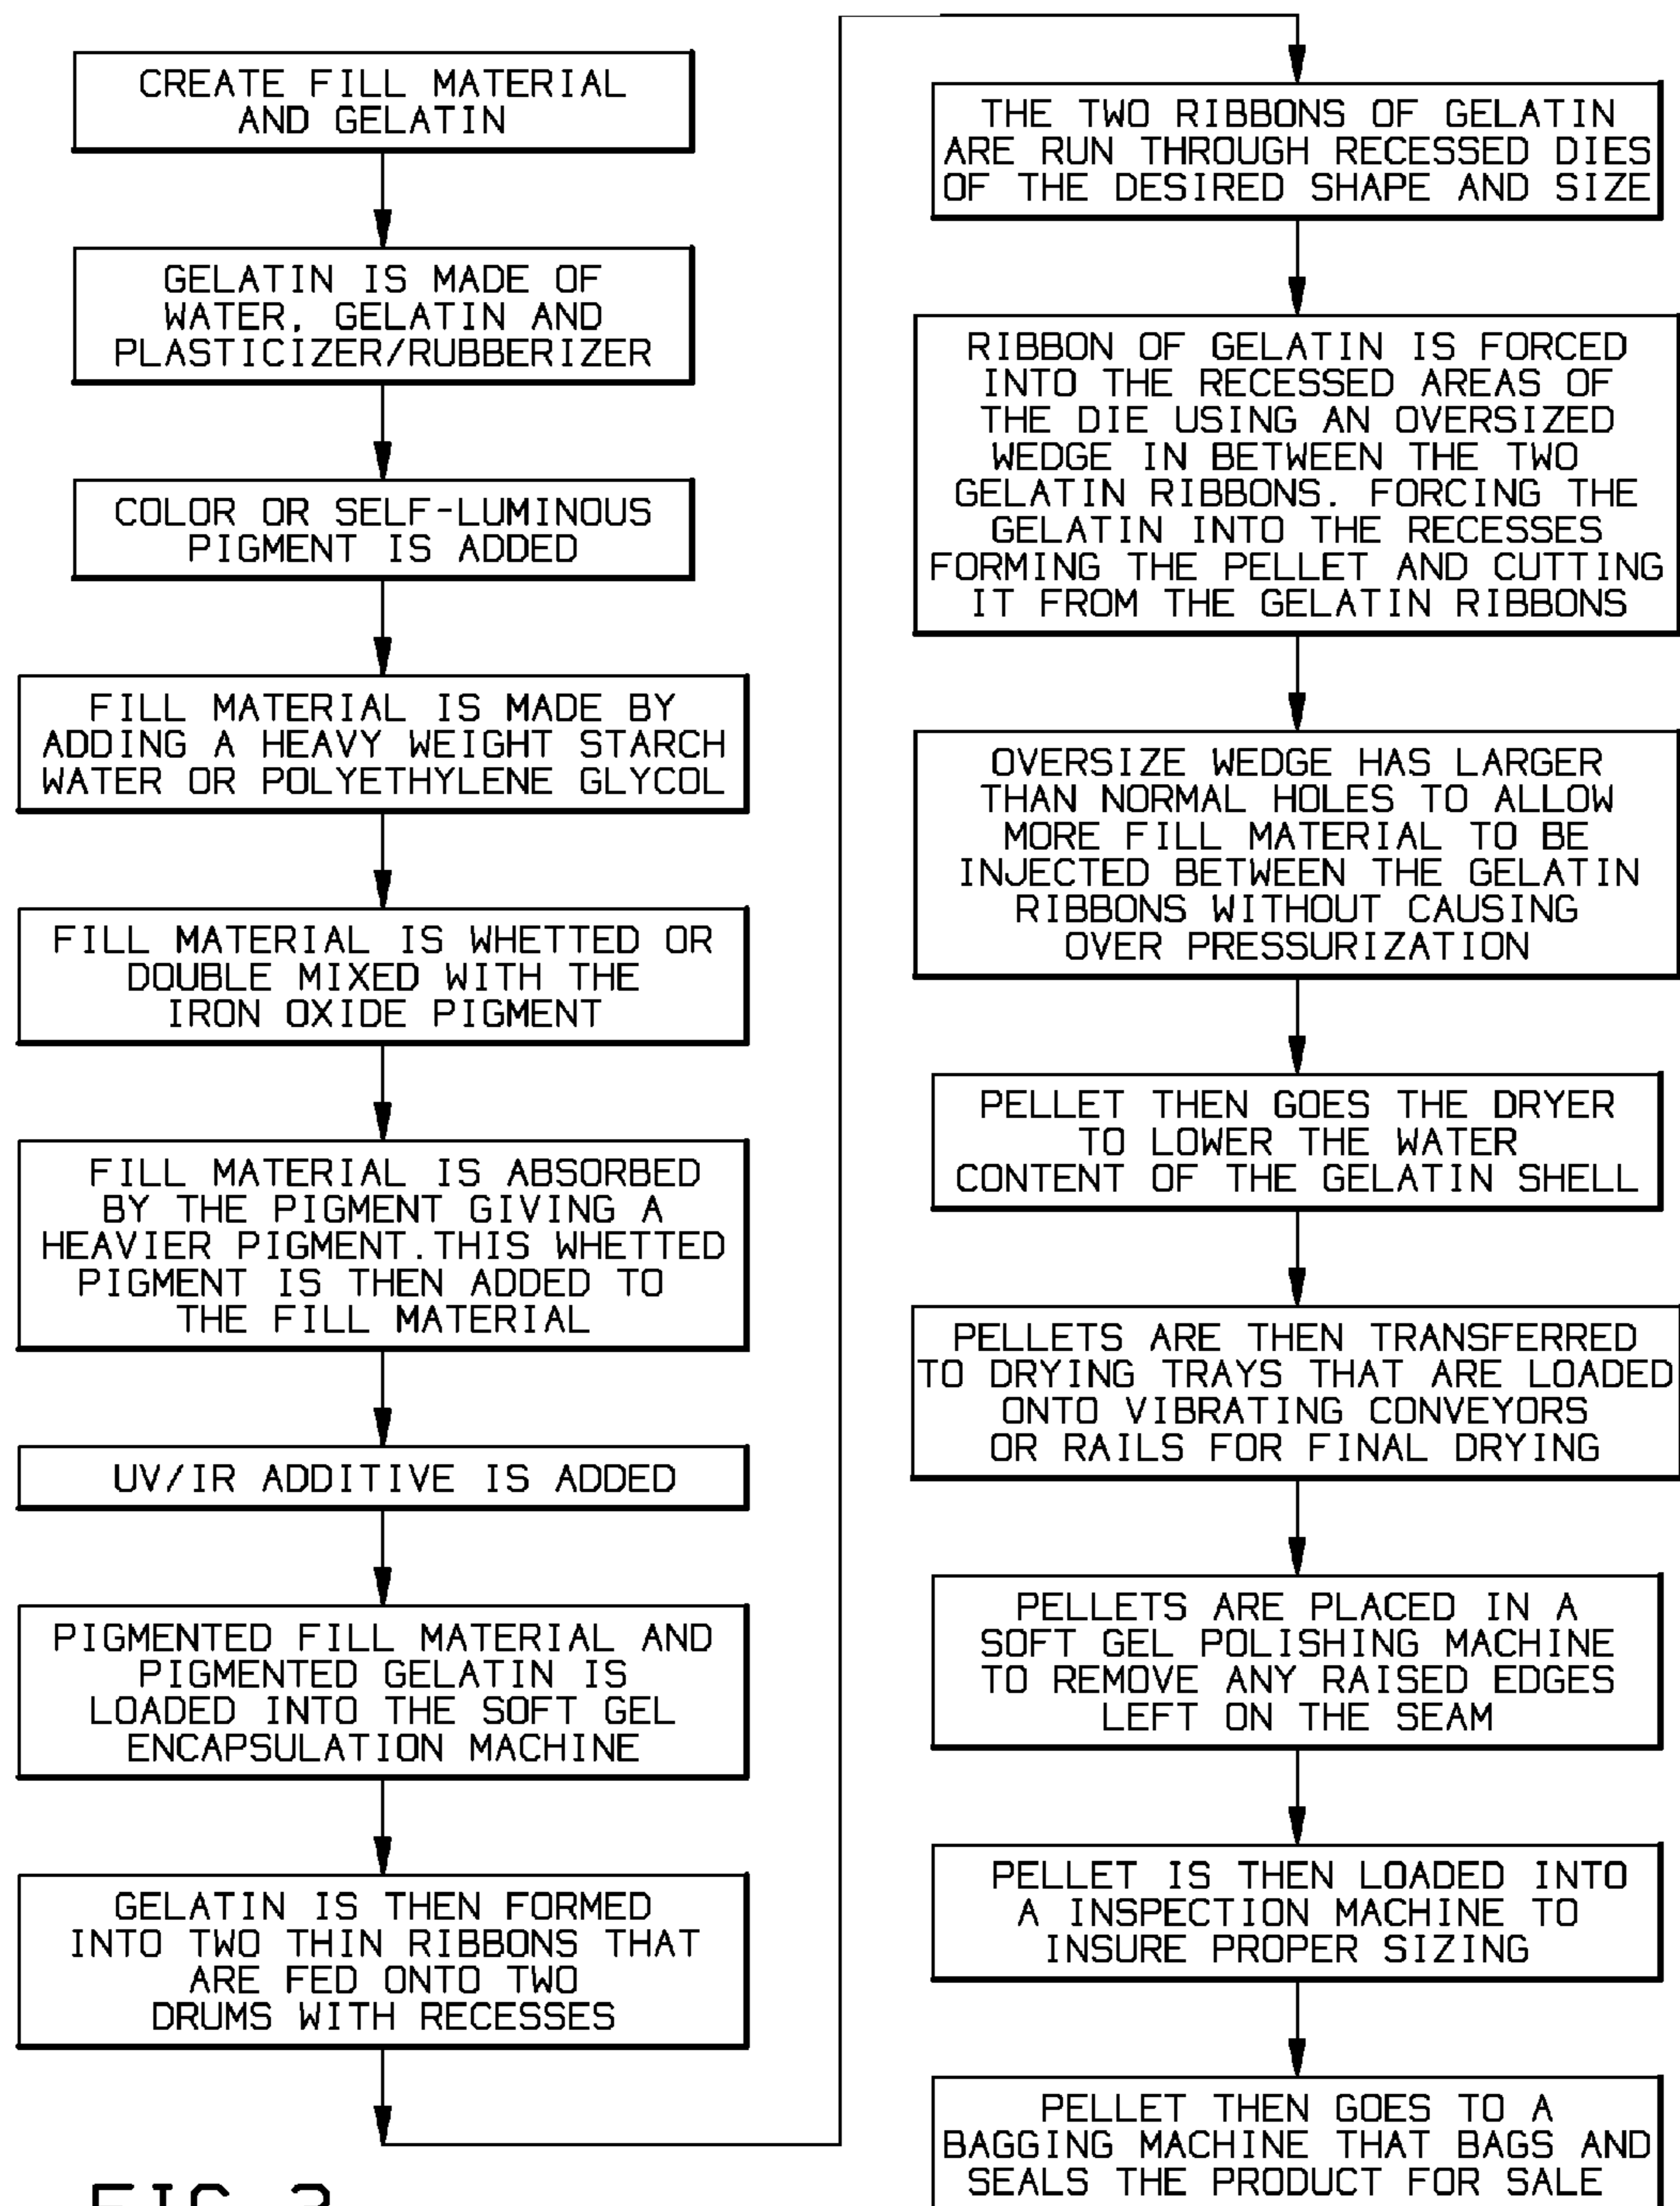 CREATE FILL MATERIAL
AND GELATIN
GELATIN IS MADE OF
WATER, GELATIN AND
PLASTICIZER/RUBBERIZER
COLOR OR SELF-LUMINOUS
PIGMENT IS ADDED
FILL MATERIAL IS MADE BY
ADDING A HEAVY WEIGHT STARCH
WATER OR POLYETHYLENE GLYCOL
FILL MATERIAL IS WHETTED OR
DOUBLE MIXED WITH THE
IRON OXIDE PIGMENT
FILL MATERIAL IS ABSORBED
BY THE PIGMENT GIVING A
HEAVIER PIGMENT.THIS WHETTED
PIGMENT IS THEN ADDED TO
THE FILL MATERIAL
UV/IR ADDITIVE IS ADDED
PIGMENTED FILL MATERIAL AND
PIGMENTED GELATIN IS
LOADED INTO THE SOFT GEL
ENCAPSULATION MACHINE
GELATIN IS THEN FORMED
INTO TWO THIN RIBBONS THAT
ARE FED ONTO TWO
DRUMS WITH RECESSES
THE TWO RIBBONS OF GELATIN
ARE RUN THROUGH RECESSED DIES
OF THE DESIRED SHAPE AND SIZE
RIBBON OF GELATIN IS FORCED
INTO THE RECESSED AREAS OF
THE DIE USING AN OVERSIZED
WEDGE IN BETWEEN THE TWO
GELATIN RIBBONS. FORCING THE
GELATIN INTO THE RECESSES
FORMING THE PELLET AND CUTTING
IT FROM THE GELATIN RIBBONS
OVERSIZE WEDGE HAS LARGER
THAN NORMAL HOLES TO ALLOW
MORE FILL MATERIAL TO BE
INJECTED BETWEEN THE GELATIN
RIBBONS WITHOUT CAUSING
OVER PRESSURIZATION
PELLET THEN GOES THE DRYER
TO LOWER THE WATER
CONTENT OF THE GELATIN SHELL
PELLETS ARE THEN TRANSFERRED
TO DRYING TRAYS THAT ARE LOADED
ONTO VIBRATING CONVEYORS
OR RAILS FOR FINAL DRYING
PELLETS ARE PLACED IN A
SOFT GEL POLISHING MACHINE
TO REMOVE ANY RAISED EDGES
LEFT ON THE SEAM
PELLET IS THEN LOADED INTO
A INSPECTION MACHINE TO
INSURE PROPER SIZING
PELLET THEN GOES TO A
BAGGING MACHINE THAT BAGS AND
SEALS THE PRODUCT FOR SALE